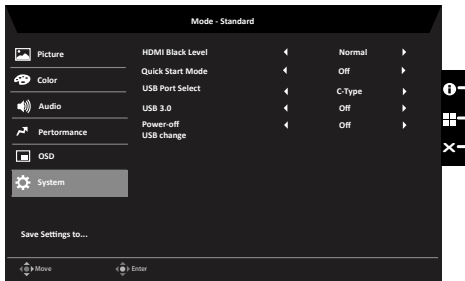 Mode - Standard
Picture
Color
Audio
Pertormance
OSD
System
HDMI Black Level Normal
Quick Start Mode Off
USB Port Select C-Type
USB 3.0 Off
Power-off Off
USB change
Save Settings to...
Move Enter